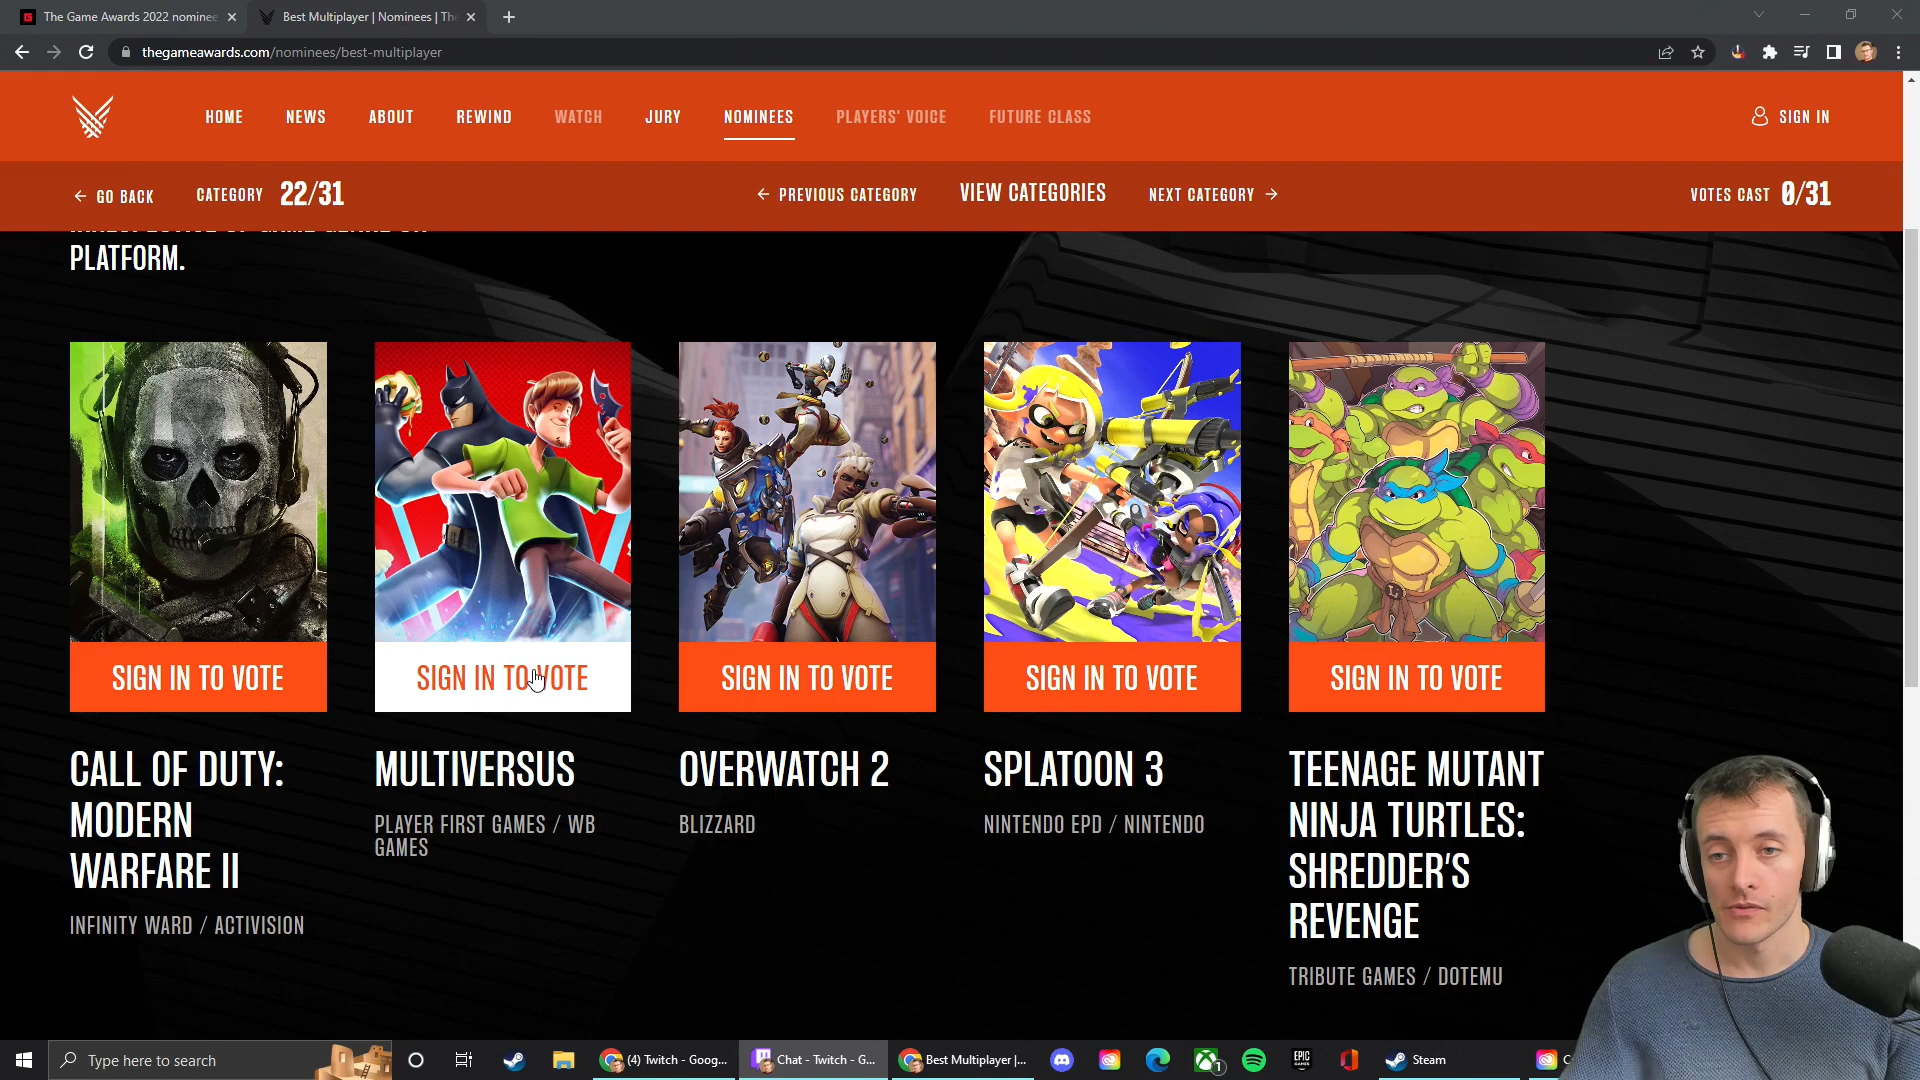 The Game Awards 2022 nominee
Best Multiplayer | Nominees | The
thegameawards.com/nominees/best-multiplayer
HOME
NEWS
ABOUT
REWIND
WATCH
JURY
NOMINEES
PLAYERS' VOICE
FUTURE CLASS
SIGN IN
← GO BACK
CATEGORY 22/31
← PREVIOUS CATEGORY
VIEW CATEGORIES
NEXT CATEGORY →
VOTES CAST 0/31
PLATFORM.
SIGN IN TO VOTE
SIGN IN TO VOTE
SIGN IN TO VOTE
SIGN IN TO VOTE
SIGN IN TO VOTE
CALL OF DUTY:
MODERN
WARFARE II
INFINITY WARD / ACTIVISION
MULTIVERSUS
PLAYER FIRST GAMES / WB
GAMES
OVERWATCH 2
BLIZZARD
SPLATOON 3
NINTENDO EPD / NINTENDO
TEENAGE MUTANT
NINJA TURTLES:
SHREDDER'S
REVENGE
TRIBUTE GAMES / DOTEMU
Type here to search
(4) Twitch - Goog...
Chat - Twitch - G...
Best Multiplayer |...
1
EPIC
GAMES
Steam